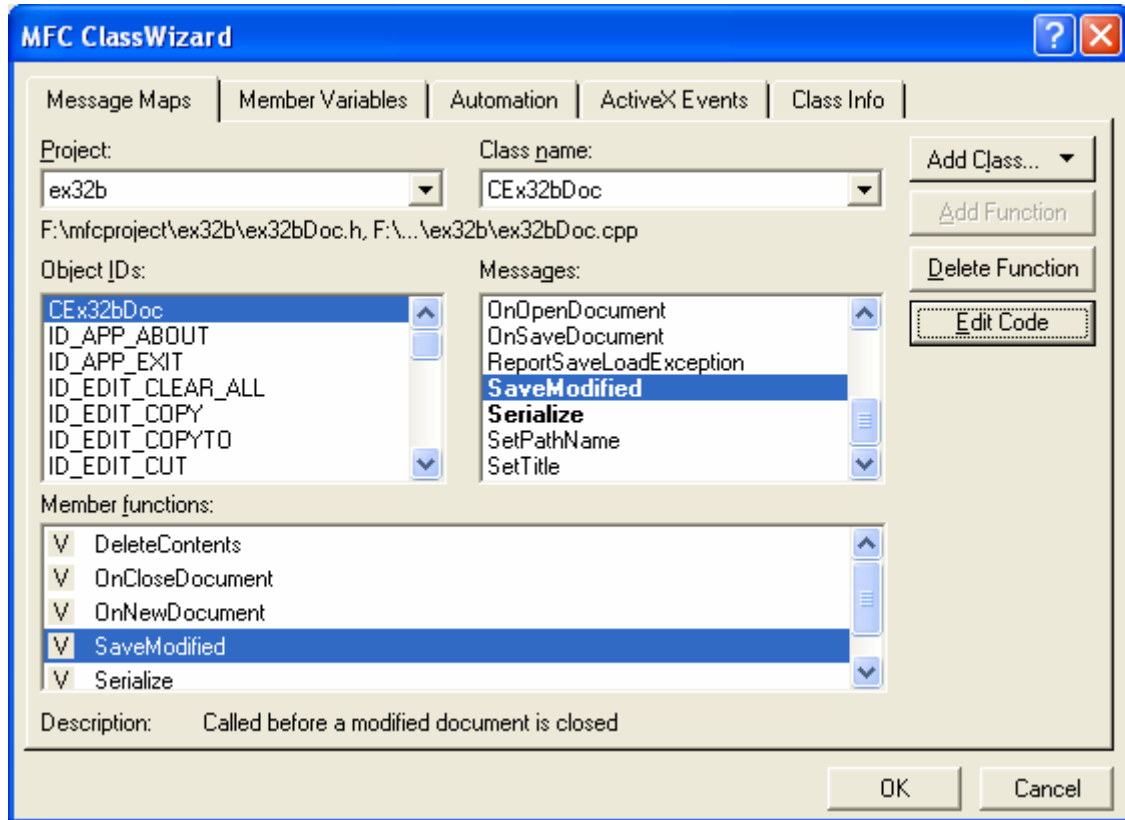 MFC ClassWizard
Message Maps Member Variables Automation ActiveX Events Class Info
Project: Class name:
ex32b CEx32bDoc
Add Class...
Add Function
F:\mfcproject\ex32b\ex32bDoc.h, F:\...\ex32b\ex32bDoc.cpp
Object IDs: Messages:
Delete Function
Edit Code
CEx32bDoc
ID_APP_ABOUT
ID_APP_EXIT
ID_EDIT_CLEAR_ALL
ID_EDIT_COPY
ID_EDIT_COPYTO
ID_EDIT_CUT
OnOpenDocument
OnSaveDocument
ReportSaveLoadException
SaveModified
Serialize
SetPathName
SetTitle
Member functions:
V DeleteContents
V OnCloseDocument
V OnNewDocument
V SaveModified
V Serialize
Description: Called before a modified document is closed
OK Cancel